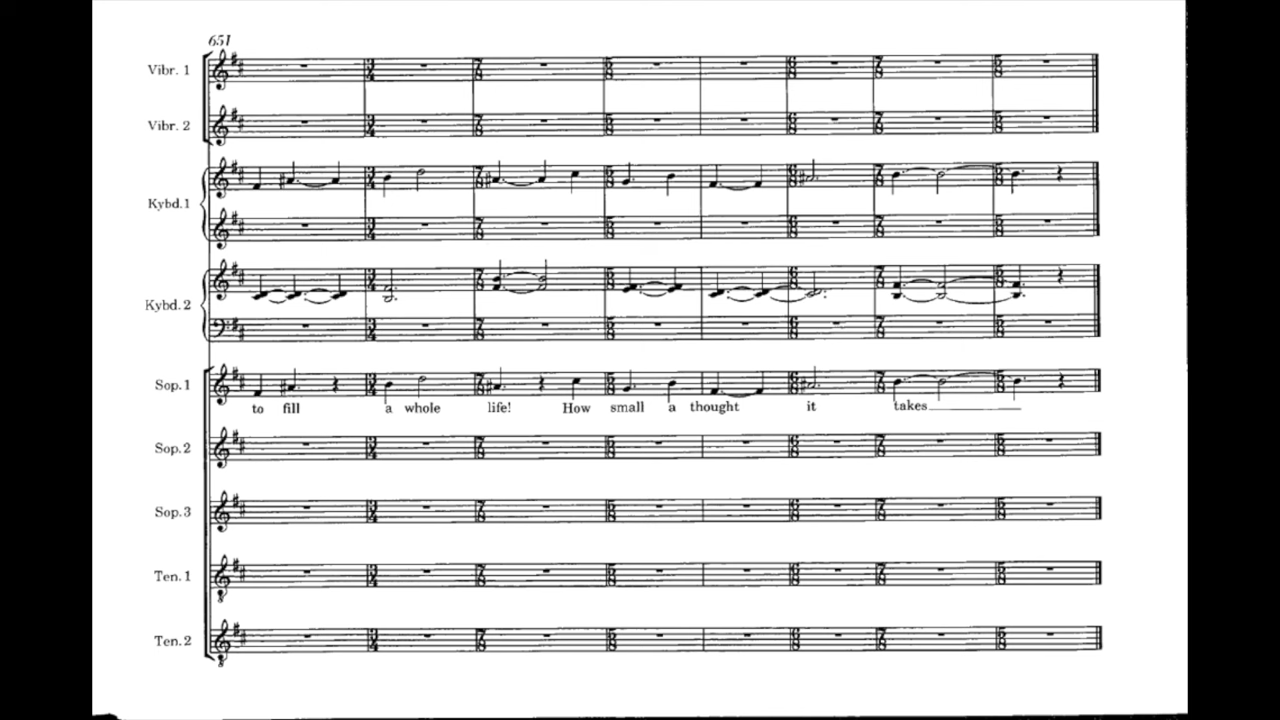 651
Vibr. 1
Vibr. 2
Kybd.1
Kybd. 2
Sop.1
to fill a whole life! How small a thought it takes
Sop.2
Sop.3
Ten. 1
Ten. 2